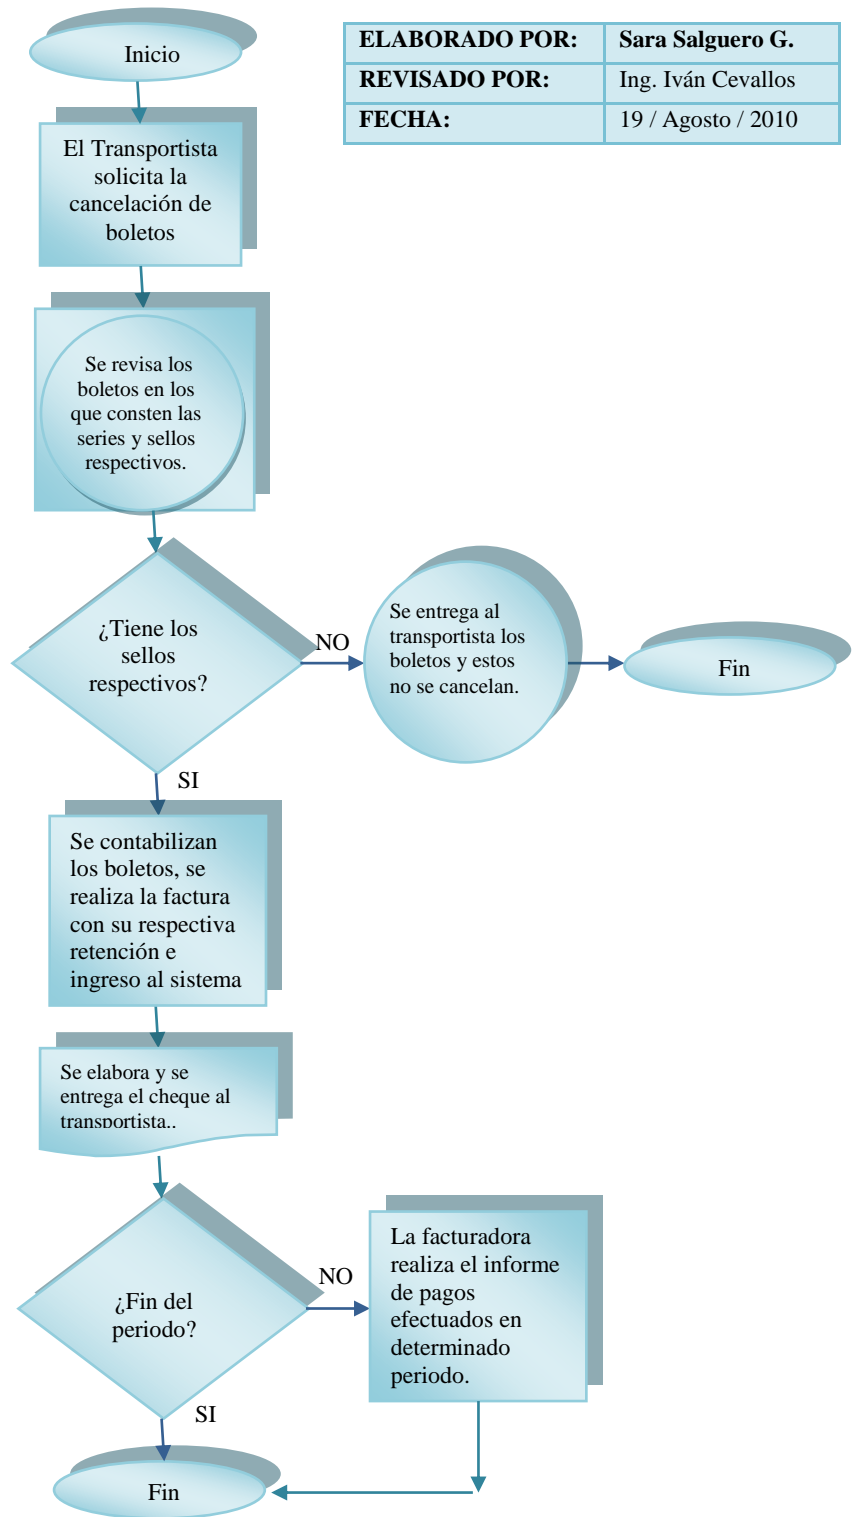 Inicio
ELABORADO POR: Sara Salguero G.
REVISADO POR: Ing. Iván Cevallos
FECHA: 19 / Agosto / 2010
El Transportista
solicita la
cancelación de
boletos
Se revisa los
boletos en los
que consten las
series y sellos
respectivos.
¿Tiene los
sellos
respectivos?
NO
Se entrega al
transportista los
boletos y estos
no se cancelan.
Fin
SI
Se contabilizan
los boletos, se
realiza la factura
con su respectiva
retención e
ingreso al sistema
Se elabora y se
entrega el cheque al
transportista..
¿Fin del
periodo?
NO
La facturadora
realiza el informe
de pagos
efectuados en
determinado
periodo.
SI
Fin